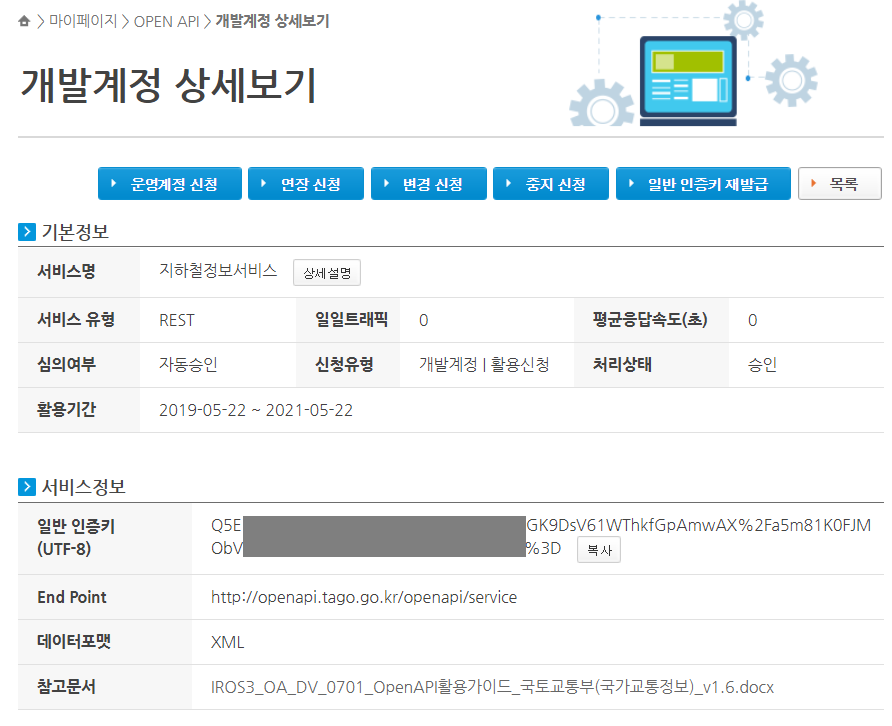 마이페이지 > OPEN API > 개발계정 상세보기
개발계정 상세보기
운영계정 신청 연장 신청 변경 신청 중지 신청 일반 인증키 재발급 목록
기본정보
서비스명 지하철정보서비스 상세설명
서비스 유형 REST 일일트래픽 0 평균응답속도(초) 0
심의여부 자동승인 신청유형 개발계정 | 활용신청 처리상태 승인
활용기간 2019-05-22 ~ 2021-05-22
서비스정보
일반 인증키 Q5E GK9DsV61WThkfGpAmwAX%2Fa5m81K0FJM
(UTF-8) ObV %3D 복사
End Point http://openapi.tago.go.kr/openapi/service
데이터포맷 XML
참고문서 IROS3_OA_DV_0701_OpenAPI활용가이드_국토교통부(국가교통정보)_v1.6.docx